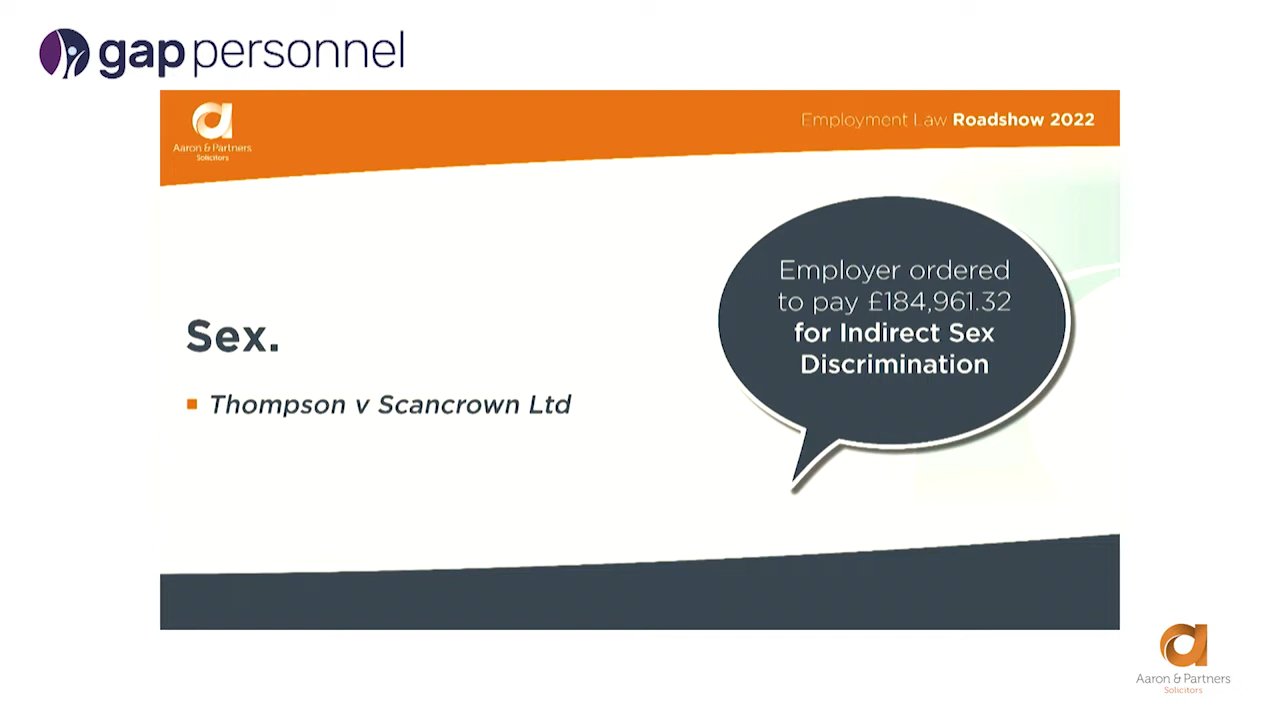 gap personnel
Aaron & Partners
Solicitors
Employment Law Roadshow 2022
Employer ordered
to pay £184,961.32
for Indirect Sex
Discrimination
Sex.
Thompson v Scancrown Ltd
Aaron & Partners
Solicitors